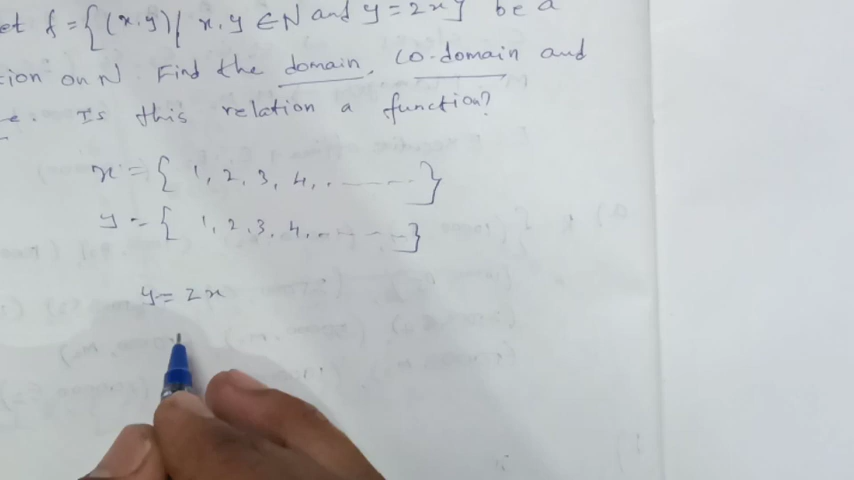 et f = { (x, y) | x, y ∈ N and y = 2x } be a
tion on N. Find the domain, co-domain and
e. Is this relation a function?
x = { 1, 2, 3, 4, . ------- }
y = { 1, 2, 3, 4, . ------- }
y = 2x